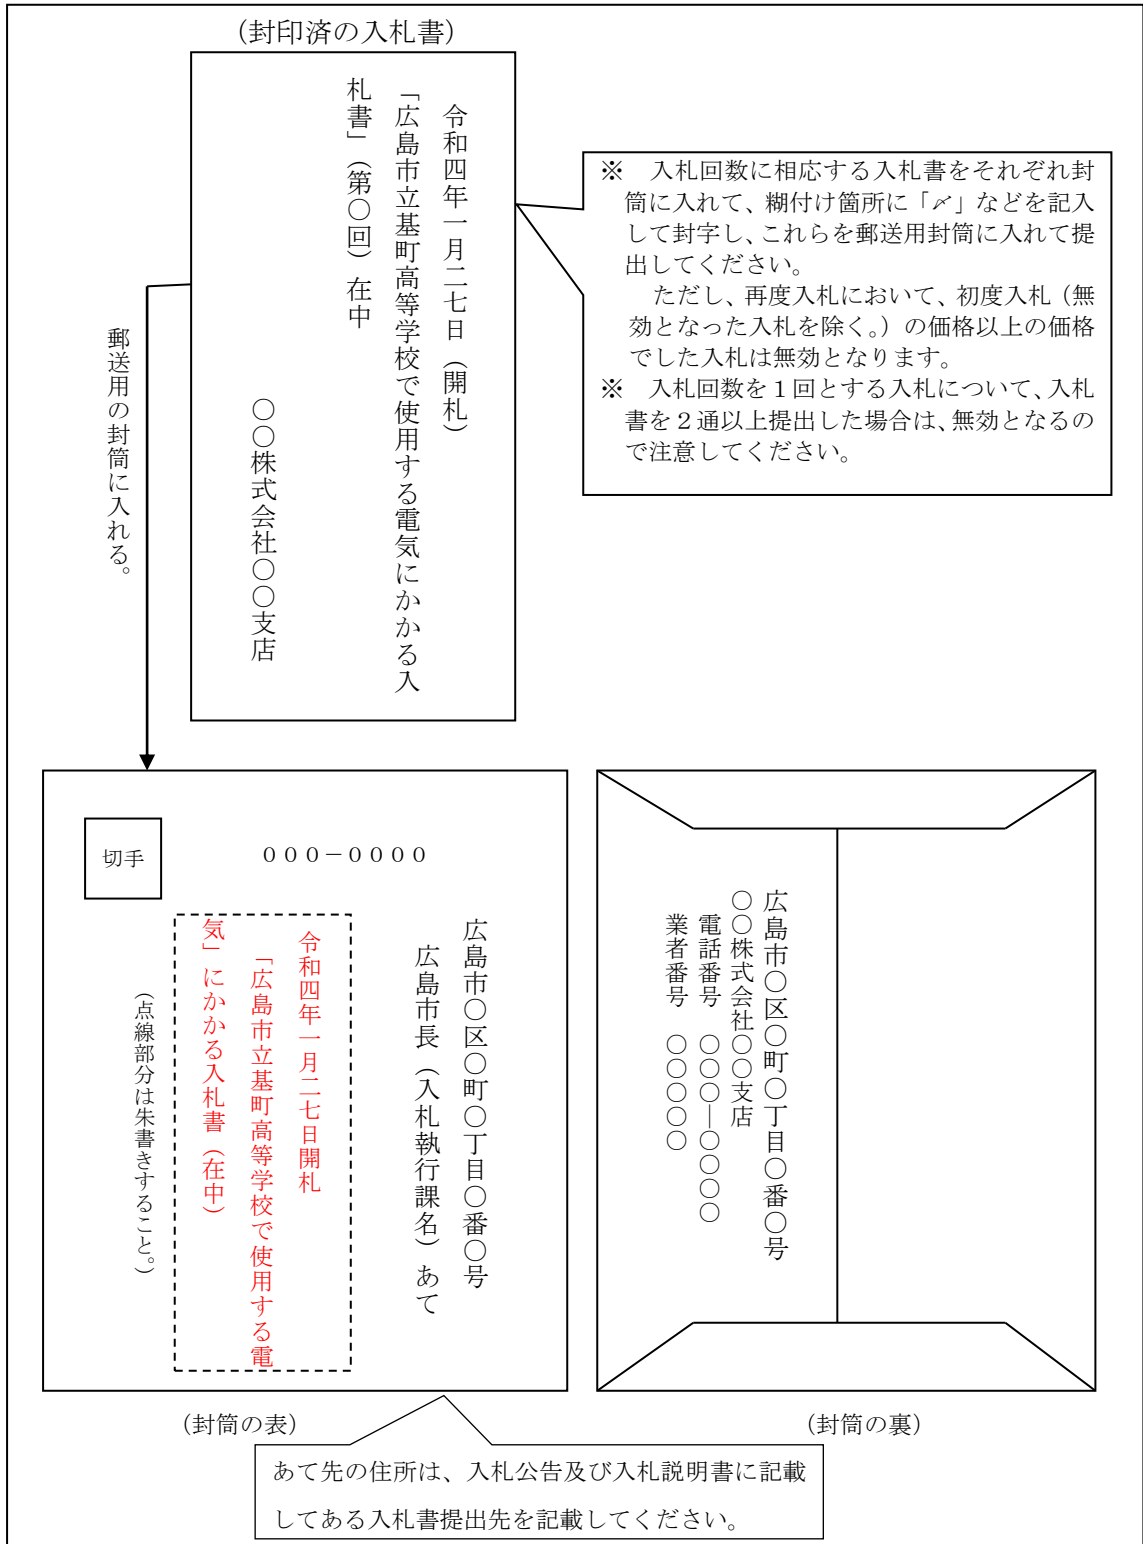 （封印済の入札書）
令和四年一月二七日（開札）
「広島市立基町高等学校で使用する電気にかかる入
札書」（第〇回）在中
〇〇株式会社〇〇支店
※　入札回数に相応する入札書をそれぞれ封
筒に入れて、糊付け箇所に「〆」などを記入
して封字し、これらを郵送用封筒に入れて提
出してください。
ただし、再度入札において、初度入札（無
効となった入札を除く。）の価格以上の価格
でした入札は無効となります。
※　入札回数を１回とする入札について、入札
書を２通以上提出した場合は、無効となるの
で注意してください。
郵送用の封筒に入れる。
切手
０００－００００
広島市〇区〇町〇丁目〇番〇号
広島市長（入札執行課名）あて
令和四年一月二七日開札
「広島市立基町高等学校で使用する電
気」にかかる入札書（在中）
（点線部分は朱書きすること。）
（封筒の表）
広島市〇区〇町〇丁目〇番〇号
〇〇株式会社〇〇支店
電話番号　〇〇〇―〇〇〇〇
業者番号　〇〇〇〇〇
（封筒の裏）
あて先の住所は、入札公告及び入札説明書に記載
してある入札書提出先を記載してください。